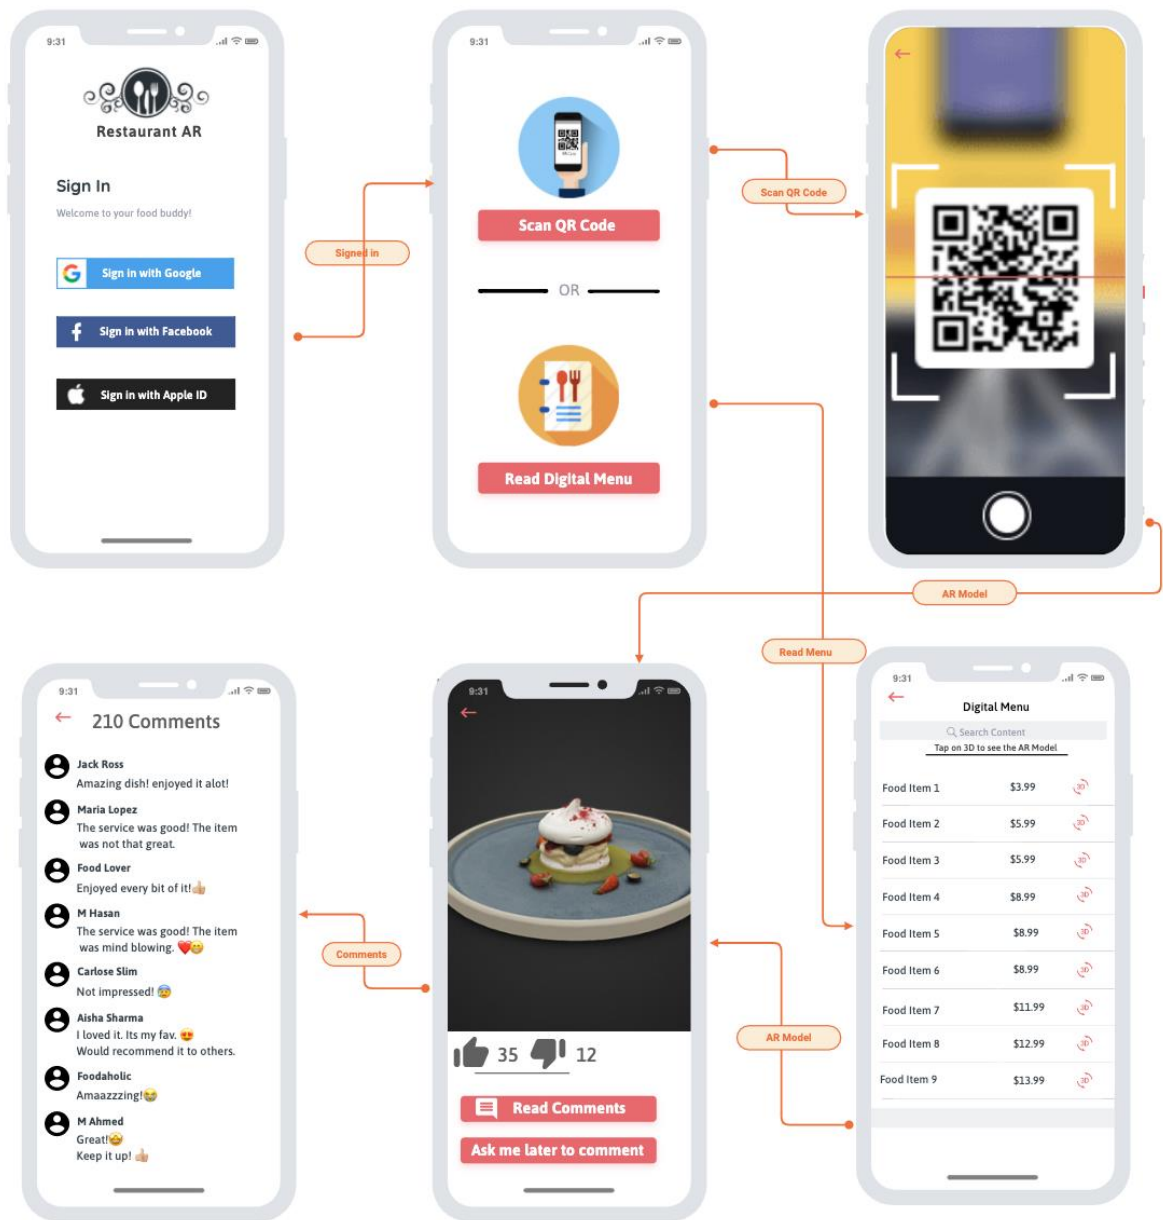 9:31
Restaurant AR
Sign In
Welcome to your food buddy!
Sign in with Google
Sign in with Facebook
Sign in with Apple ID
Signed in
9:31
Scan QR Code
OR
Read Digital Menu
Scan QR Code
AR Model
Read Menu
9:31
210 Comments
Jack Ross
Amazing dish! enjoyed it alot!
Maria Lopez
The service was good! The item
was not that great.
Food Lover
Enjoyed every bit of it!👍
M Hasan
The service was good! The item
was mind blowing. ❤️😁
Carlose Slim
Not impressed! 😰
Aisha Sharma
I loved it. Its my fav. 😍
Would recommend it to others.
Foodaholic
Amaazzzing!😂
M Ahmed
Great!🤩
Keep it up! 👍
Comments
9:31
35 12
Read Comments
Ask me later to comment
AR Model
9:31
Digital Menu
Search Content
Tap on 3D to see the AR Model
Food Item 1 $3.99 3D
Food Item 2 $5.99 3D
Food Item 3 $5.99 3D
Food Item 4 $8.99 3D
Food Item 5 $8.99 3D
Food Item 6 $8.99 3D
Food Item 7 $11.99 3D
Food Item 8 $12.99 3D
Food Item 9 $13.99 3D